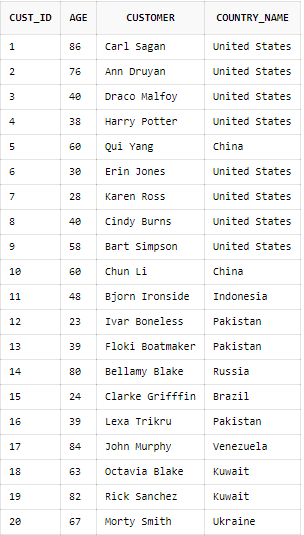 CUST_ID AGE CUSTOMER COUNTRY_NAME
1 86 Carl Sagan United States
2 76 Ann Druyan United States
3 40 Draco Malfoy United States
4 38 Harry Potter United States
5 60 Qui Yang China
6 30 Erin Jones United States
7 28 Karen Ross United States
8 40 Cindy Burns United States
9 58 Bart Simpson United States
10 60 Chun Li China
11 48 Bjorn Ironside Indonesia
12 23 Ivar Boneless Pakistan
13 39 Floki Boatmaker Pakistan
14 80 Bellamy Blake Russia
15 24 Clarke Grifffin Brazil
16 39 Lexa Trikru Pakistan
17 84 John Murphy Venezuela
18 63 Octavia Blake Kuwait
19 82 Rick Sanchez Kuwait
20 67 Morty Smith Ukraine